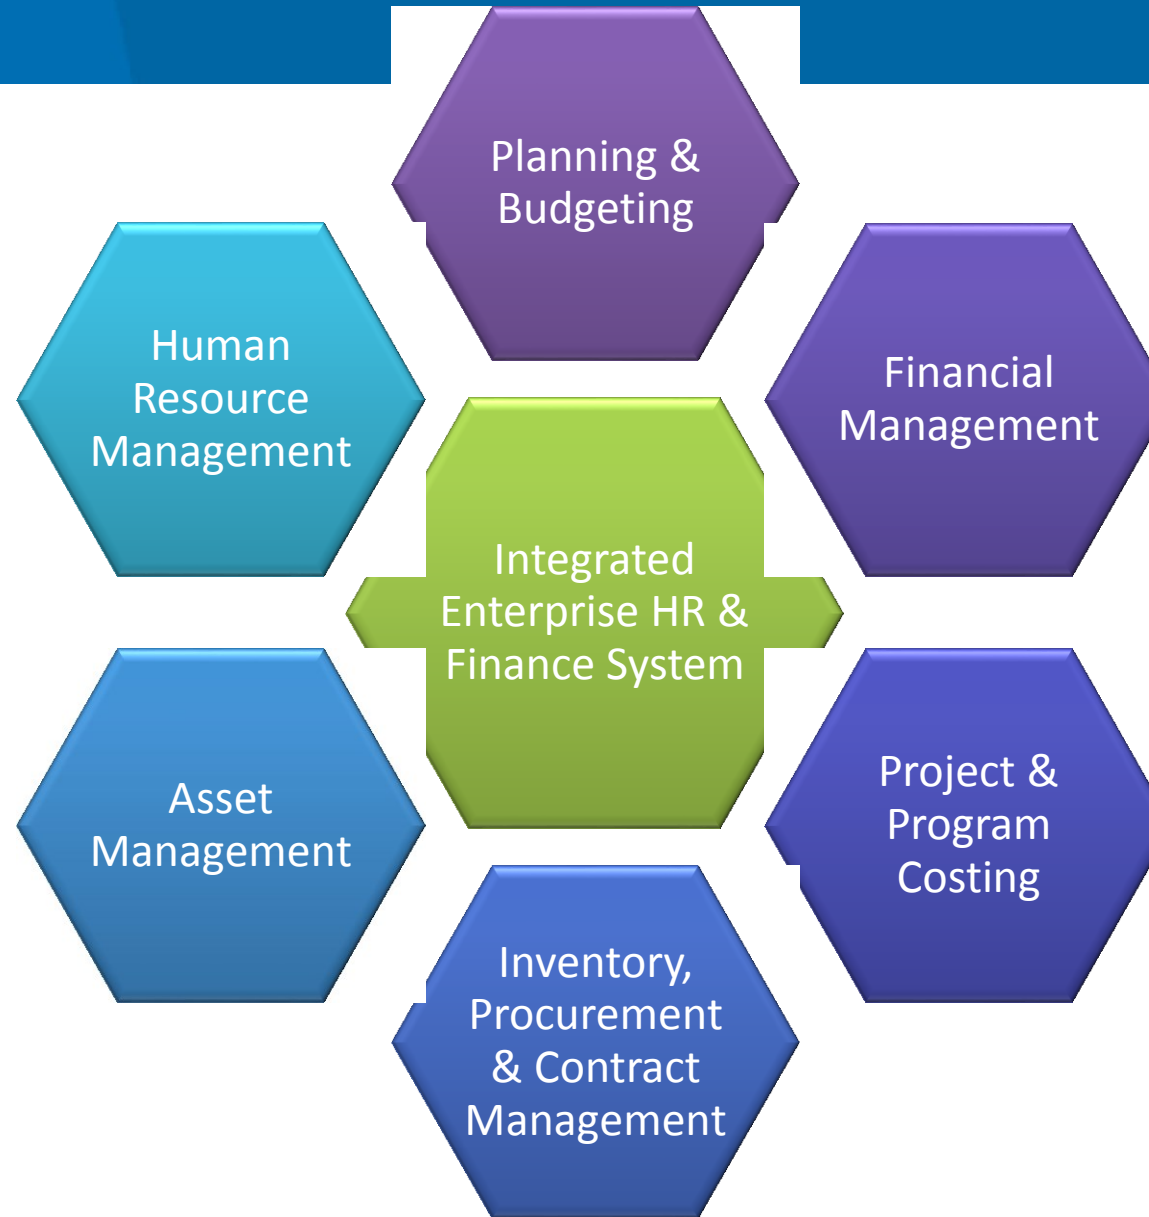 Planning &
Budgeting
Human
Resource
Management
Financial
Management
Integrated
Enterprise HR &
Finance System
Asset
Management
Project &
Program
Costing
Inventory,
Procurement
& Contract
Management